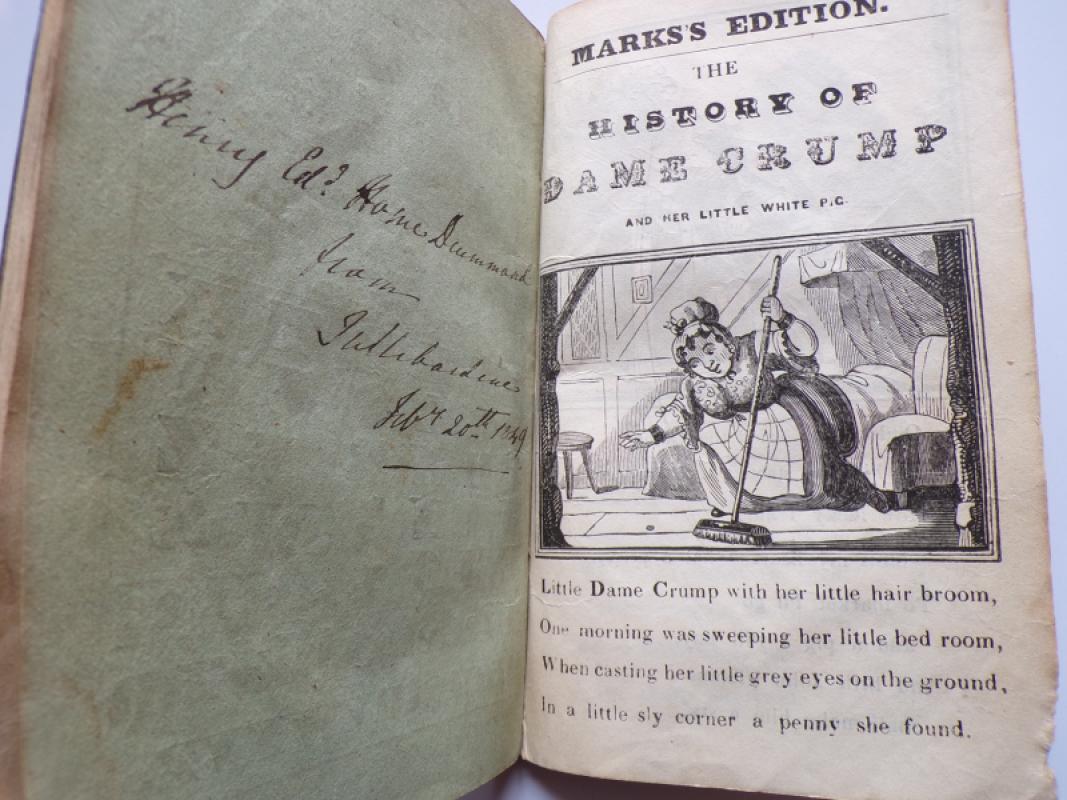 Henry Ed.d Home Drummond
from
Tullibardine
Feb.y 20th 1849
MARKS'S EDITION.
THE
HISTORY OF
DAME CRUMP
AND HER LITTLE WHITE PIG.
Little Dame Crump with her little hair broom,
One morning was sweeping her little bed room,
When casting her little grey eyes on the ground,
In a little sly corner a penny she found.